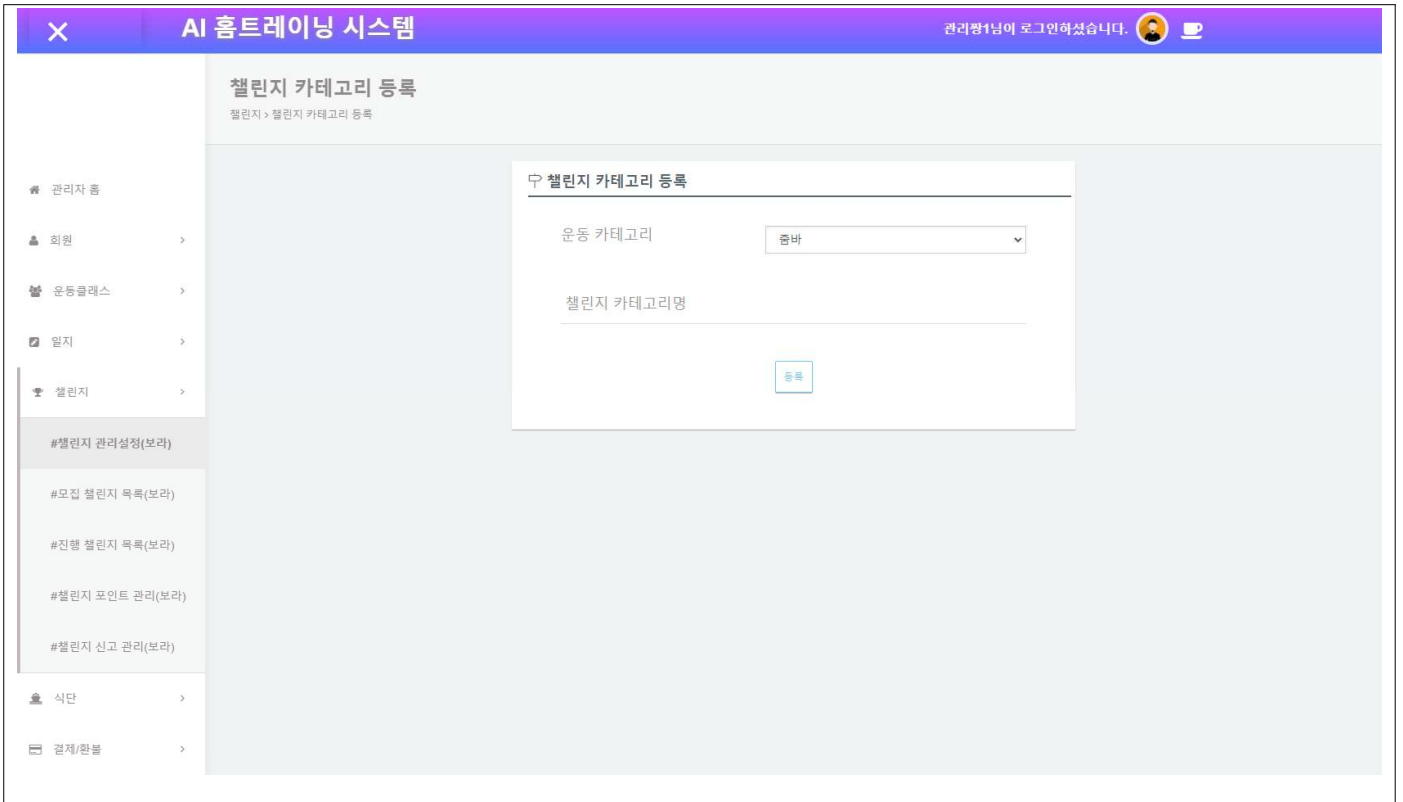 AI 홈트레이닝 시스템
관리짱1님이 로그인하셨습니다.
챌린지 카테고리 등록
챌린지 > 챌린지 카테고리 등록
관리자 홈
회원
운동클래스
일지
챌린지
#챌린지 관리설정(보라)
#모집 챌린지 목록(보라)
#진행 챌린지 목록(보라)
#챌린지 포인트 관리(보라)
#챌린지 신고 관리(보라)
식단
결제/환불
챌린지 카테고리 등록
운동 카테고리
줌바
챌린지 카테고리명
등록